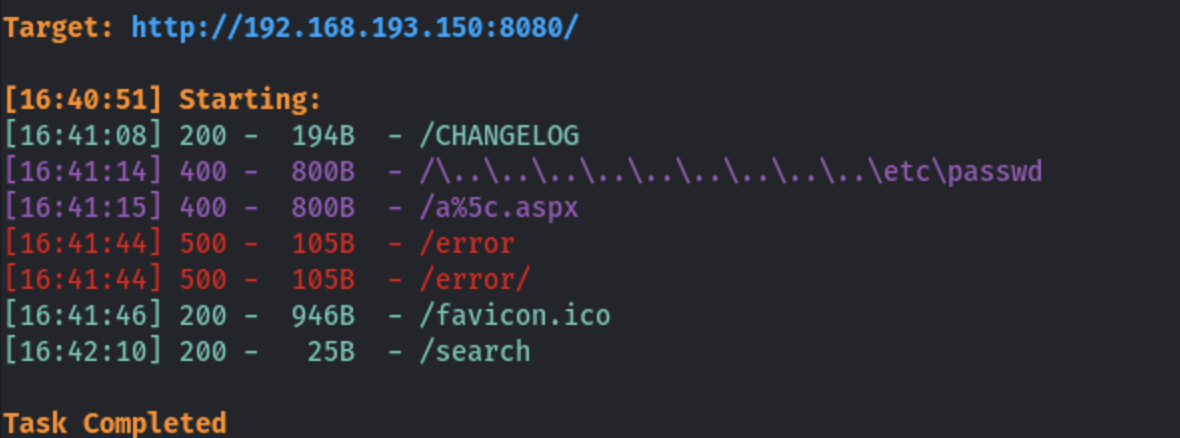 Target: http://192.168.193.150:8080/
[16:40:51] Starting:
[16:41:08] 200 -  194B  - /CHANGELOG
[16:41:14] 400 -  800B  - /\..\..\..\..\..\..\..\..\..\etc\passwd
[16:41:15] 400 -  800B  - /a%5c.aspx
[16:41:44] 500 -  105B  - /error
[16:41:44] 500 -  105B  - /error/
[16:41:46] 200 -  946B  - /favicon.ico
[16:42:10] 200 -   25B  - /search
Task Completed